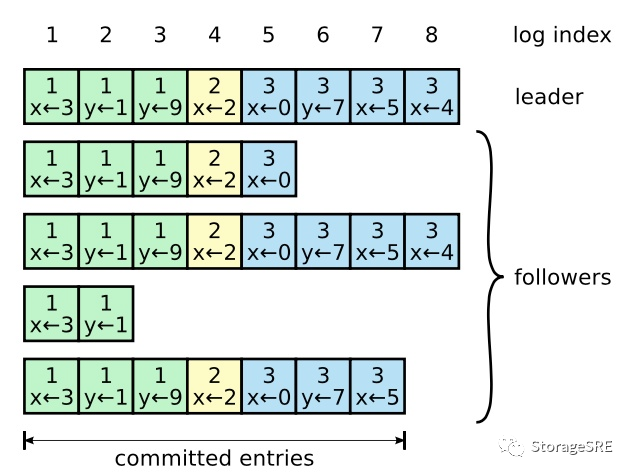 1 2 3 4 5 6 7 8 log index
1 1 1 2 3 3 3 3
x←3 y←1 y←9 x←2 x←0 y←7 x←5 x←4
leader
1 1 1 2 3
x←3 y←1 y←9 x←2 x←0
1 1 1 2 3 3 3 3
x←3 y←1 y←9 x←2 x←0 y←7 x←5 x←4
followers
1 1
x←3 y←1
1 1 1 2 3 3 3
x←3 y←1 y←9 x←2 x←0 y←7 x←5
committed entries
StorageSRE